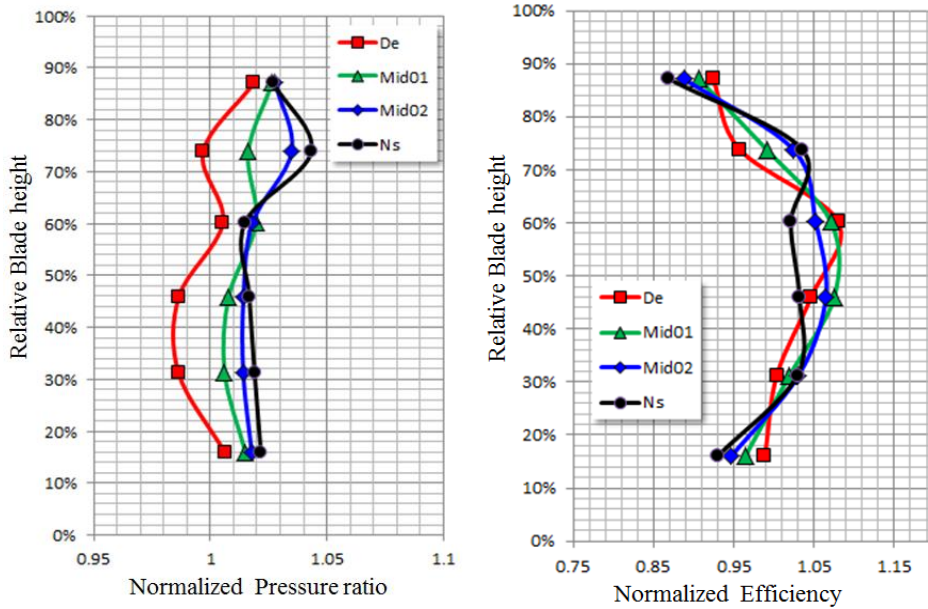 100%
90%
80%
70%
60%
50%
40%
30%
20%
10%
0%
Relative Blade height
0.95
1
1.05
1.1
Normalized Pressure ratio
De
Mid01
Mid02
Ns
100%
90%
80%
70%
60%
50%
40%
30%
20%
10%
0%
Relative Blade height
0.75
0.85
0.95
1.05
1.15
Normalized Efficiency
De
Mid01
Mid02
Ns